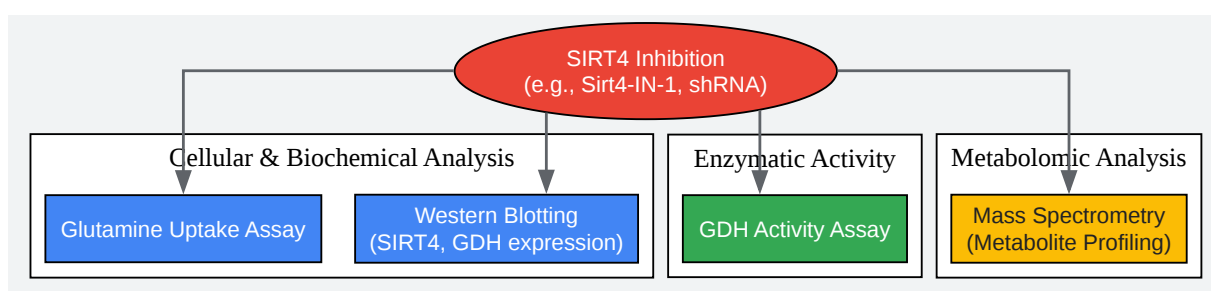 SIRT4 Inhibition
(e.g., Sirt4-IN-1, shRNA)
Cellular & Biochemical Analysis
Glutamine Uptake Assay
Western Blotting
(SIRT4, GDH expression)
Enzymatic Activity
GDH Activity Assay
Metabolomic Analysis
Mass Spectrometry
(Metabolite Profiling)